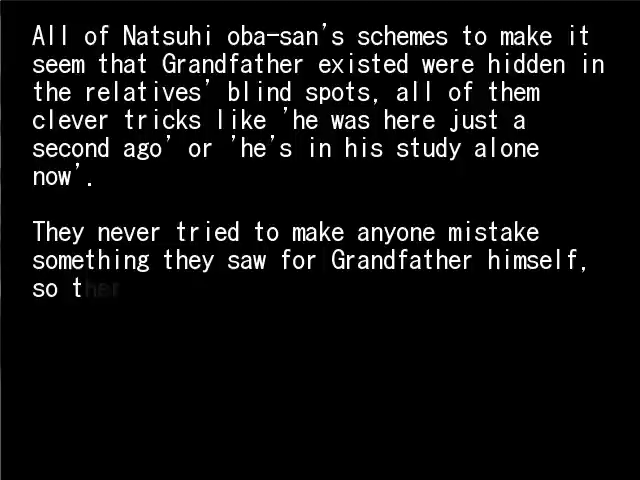 All of Natsuhi oba-san's schemes to make it
seem that Grandfather existed were hidden in
the relatives' blind spots, all of them
clever tricks like 'he was here just a
second ago' or 'he's in his study alone
now'.
They never tried to make anyone mistake
something they saw for Grandfather himself,
so ther